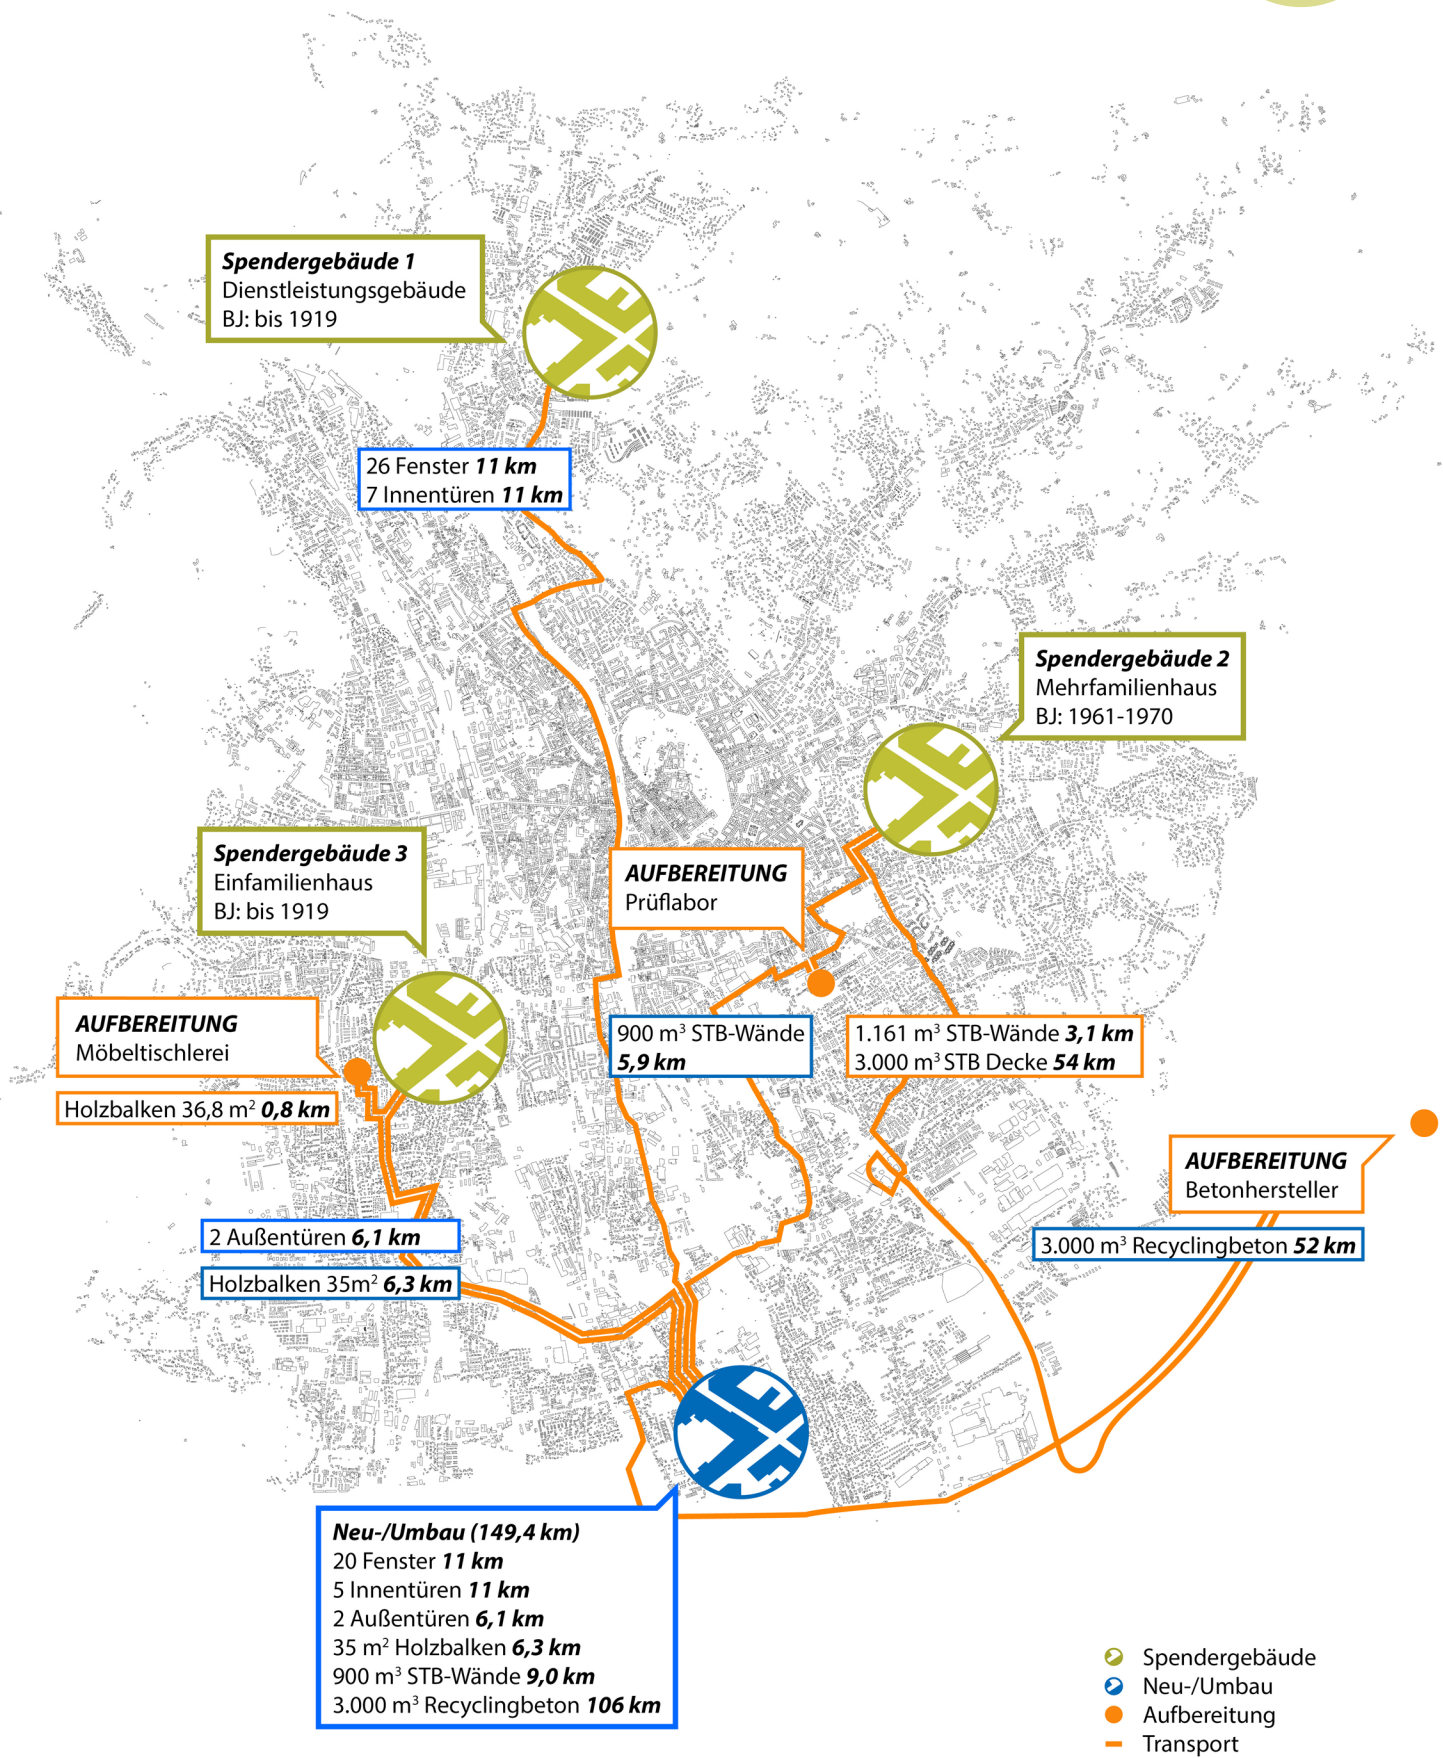 Spendergebäude 1
Dienstleistungsgebäude
BJ: bis 1919
26 Fenster 11 km
7 Innentüren 11 km
Spendergebäude 2
Mehrfamilienhaus
BJ: 1961-1970
Spendergebäude 3
Einfamilienhaus
BJ: bis 1919
AUFBEREITUNG
Prüflabor
AUFBEREITUNG
Möbeltischlerei
Holzbalken 36,8 m² 0,8 km
900 m³ STB-Wände
5,9 km
1.161 m³ STB-Wände 3,1 km
3.000 m³ STB Decke 54 km
AUFBEREITUNG
Betonhersteller
3.000 m³ Recyclingbeton 52 km
2 Außentüren 6,1 km
Holzbalken 35m² 6,3 km
Neu-/Umbau (149,4 km)
20 Fenster 11 km
5 Innentüren 11 km
2 Außentüren 6,1 km
35 m² Holzbalken 6,3 km
900 m³ STB-Wände 9,0 km
3.000 m³ Recyclingbeton 106 km
Spendergebäude
Neu-/Umbau
Aufbereitung
Transport